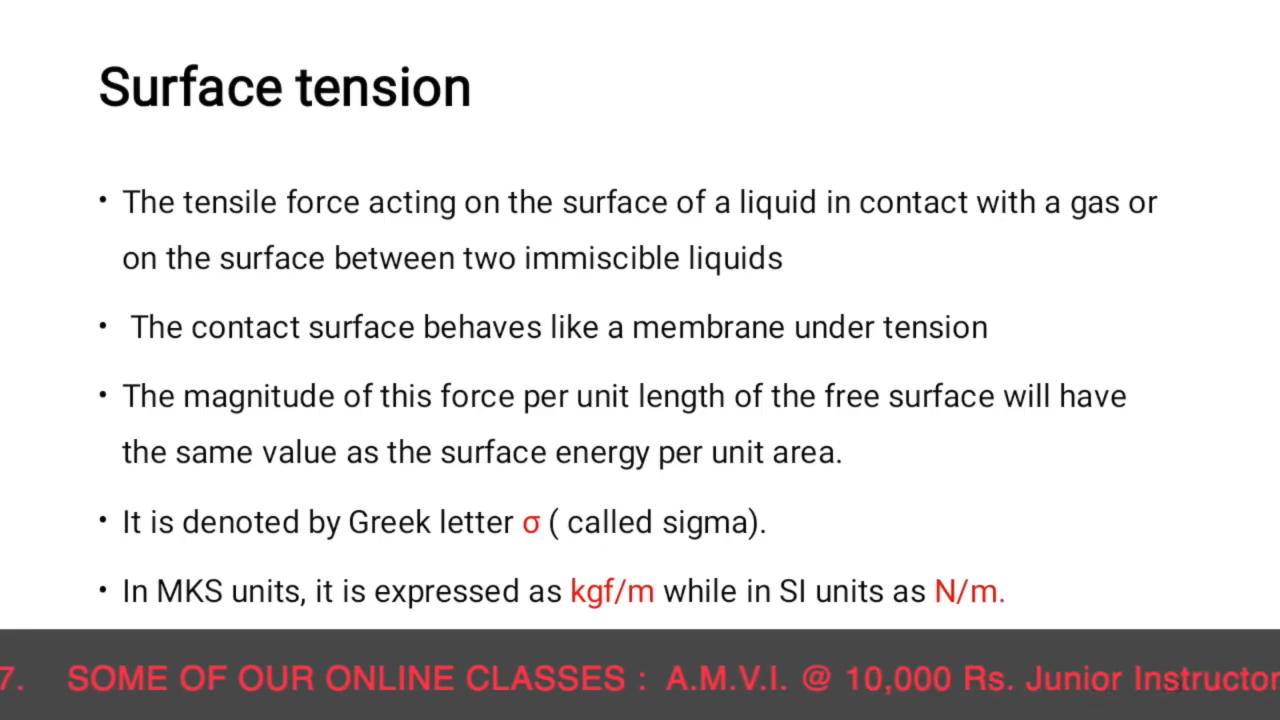 Surface tension
• The tensile force acting on the surface of a liquid in contact with a gas or
on the surface between two immiscible liquids
• The contact surface behaves like a membrane under tension
• The magnitude of this force per unit length of the free surface will have
the same value as the surface energy per unit area.
• It is denoted by Greek letter σ ( called sigma).
• In MKS units, it is expressed as kgf/m while in SI units as N/m.
7. SOME OF OUR ONLINE CLASSES : A.M.V.I. @ 10,000 Rs. Junior Instructor